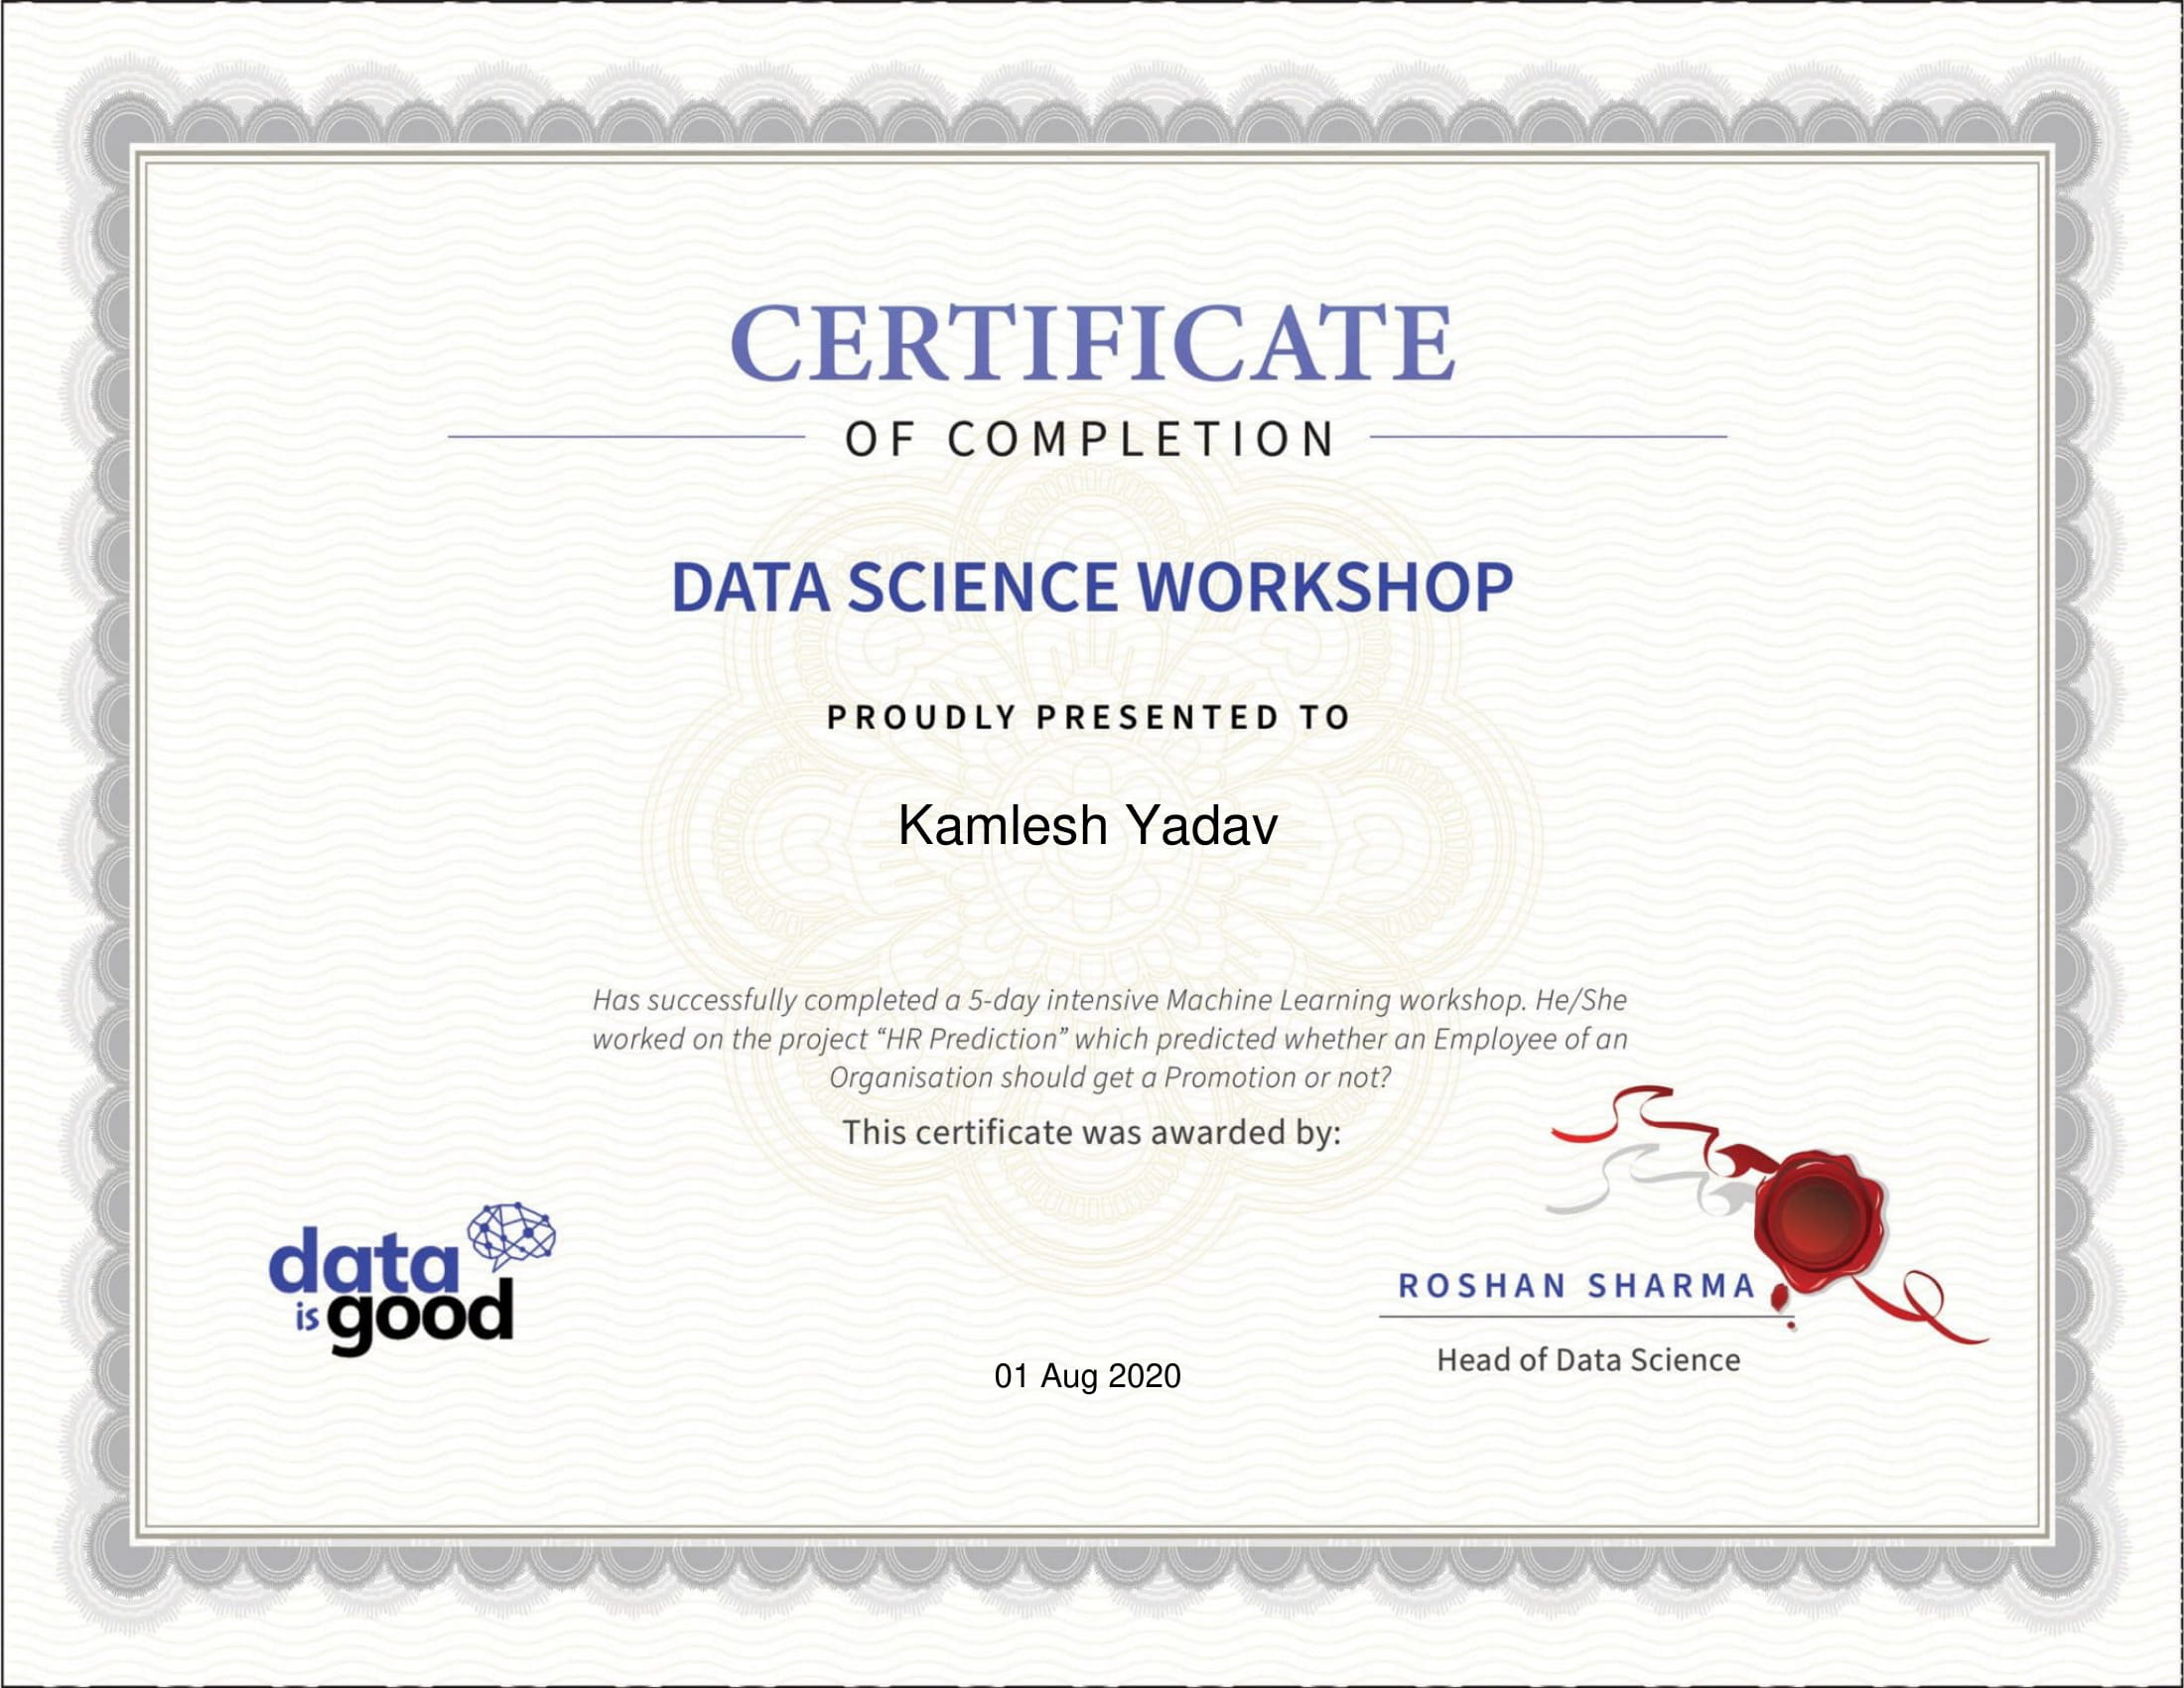 CERTIFICATE
OF COMPLETION
DATA SCIENCE WORKSHOP
PROUDLY PRESENTED TO
Kamlesh Yadav
Has successfully completed a 5-day intensive Machine Learning workshop. He/She
worked on the project “HR Prediction” which predicted whether an Employee of an
Organisation should get a Promotion or not?
This certificate was awarded by:
data
is good
ROSHAN SHARMA
Head of Data Science
01 Aug 2020